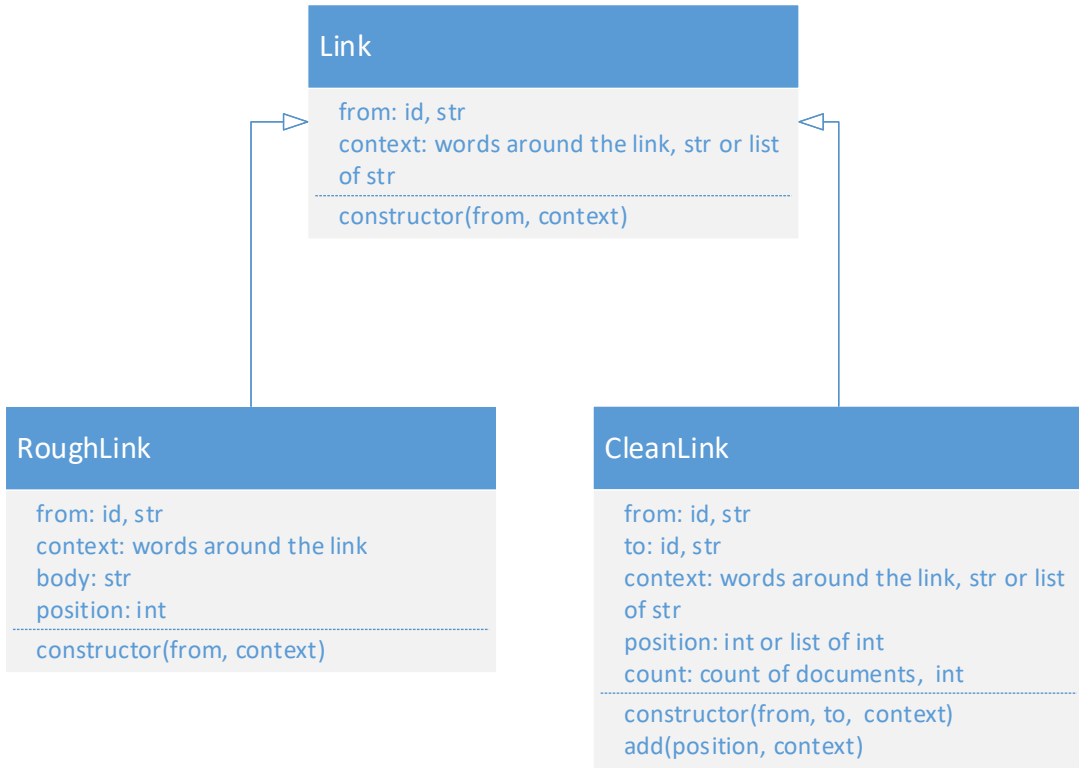 Link
from: id, str
context: words around the link, str or list
of str
constructor(from, context)
RoughLink
from: id, str
context: words around the link
body: str
position: int
constructor(from, context)
CleanLink
from: id, str
to: id, str
context: words around the link, str or list
of str
position: int or list of int
count: count of documents, int
constructor(from, to, context)
add(position, context)